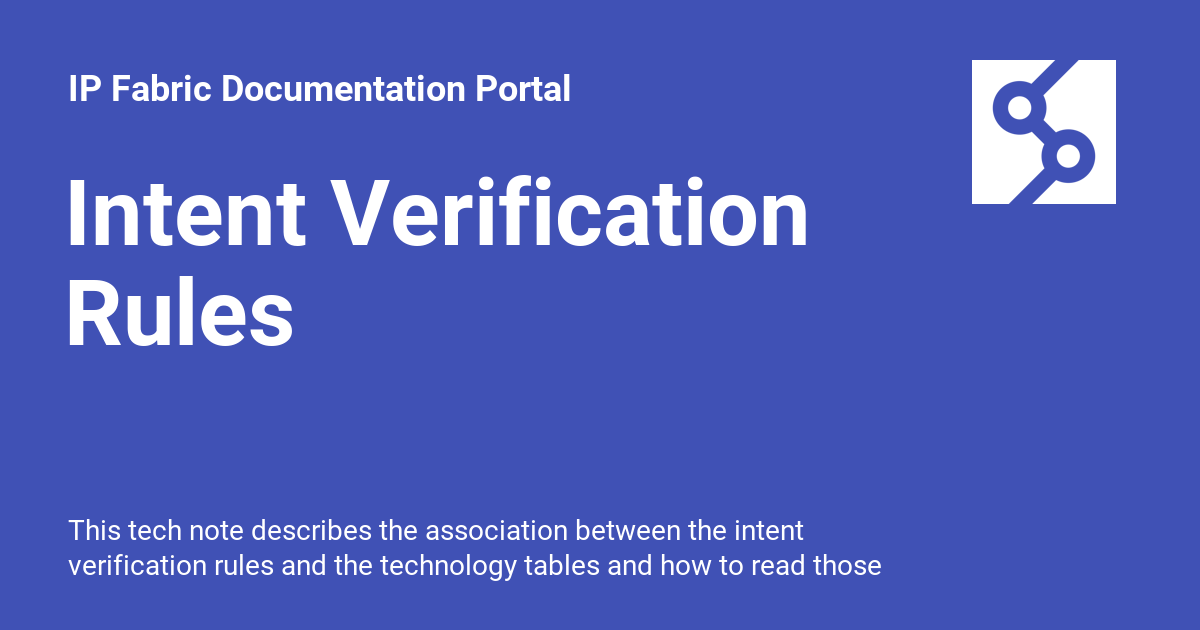 IP Fabric Documentation Portal
Intent Verification
Rules
This tech note describes the association between the intent
verification rules and the technology tables and how to read those